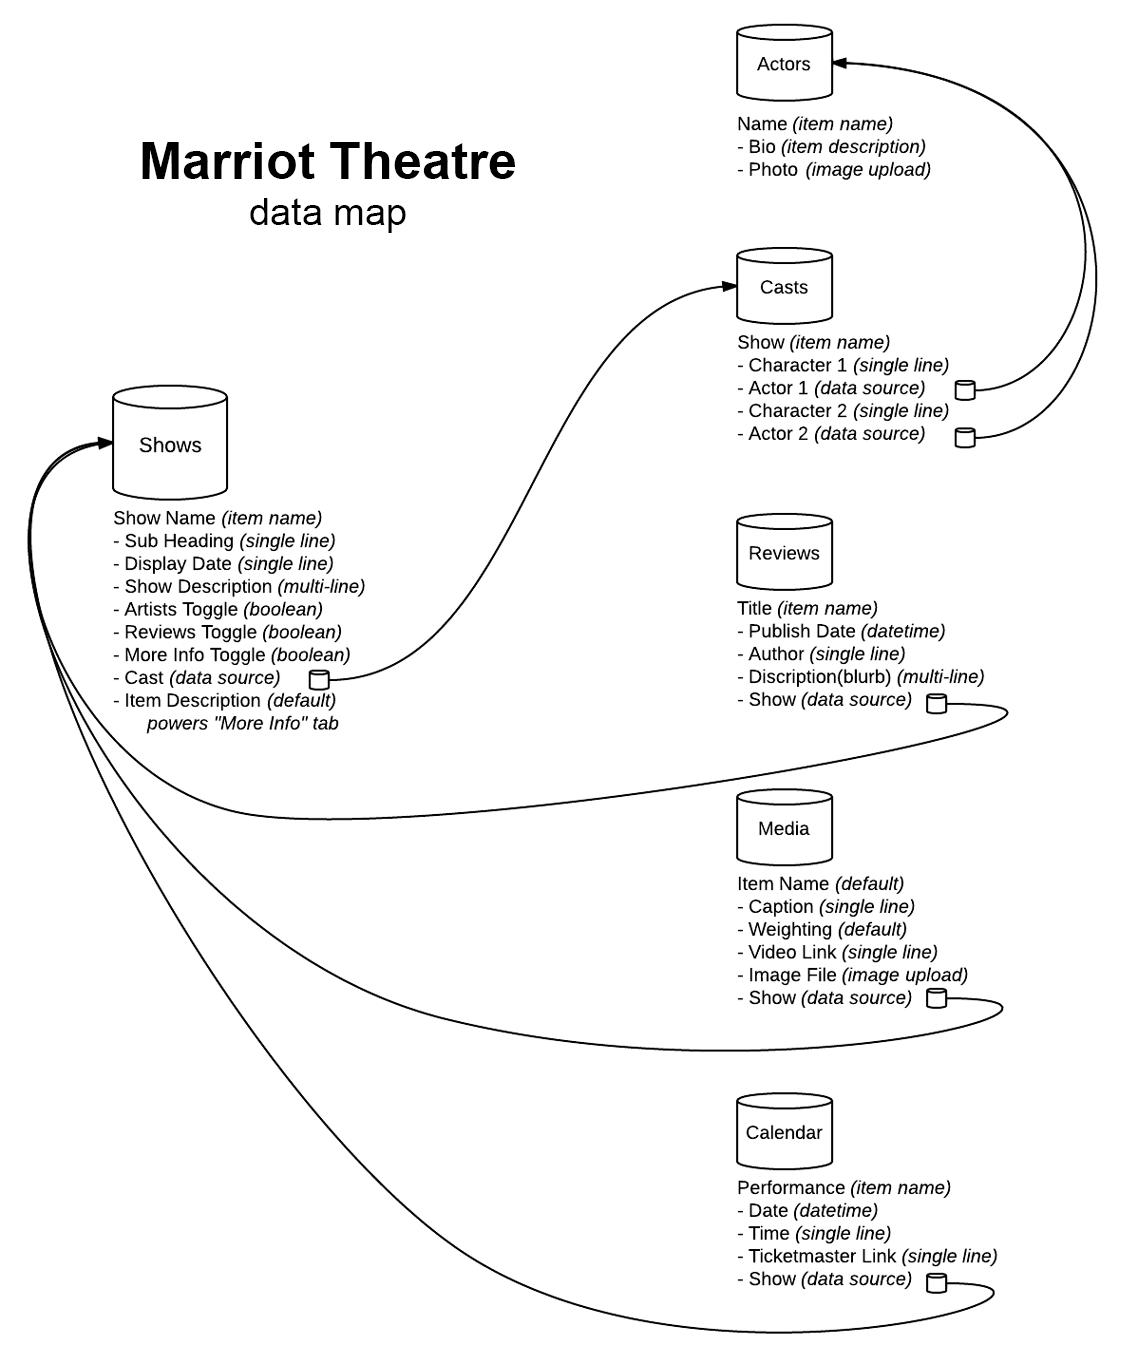 Marriot Theatre
data map
Shows
Show Name (item name)
- Sub Heading (single line)
- Display Date (single line)
- Show Description (multi-line)
- Artists Toggle (boolean)
- Reviews Toggle (boolean)
- More Info Toggle (boolean)
- Cast (data source)
- Item Description (default)
powers "More Info" tab
Actors
Name (item name)
- Bio (item description)
- Photo (image upload)
Casts
Show (item name)
- Character 1 (single line)
- Actor 1 (data source)
- Character 2 (single line)
- Actor 2 (data source)
Reviews
Title (item name)
- Publish Date (datetime)
- Author (single line)
- Discription(blurb) (multi-line)
- Show (data source)
Media
Item Name (default)
- Caption (single line)
- Weighting (default)
- Video Link (single line)
- Image File (image upload)
- Show (data source)
Calendar
Performance (item name)
- Date (datetime)
- Time (single line)
- Ticketmaster Link (single line)
- Show (data source)